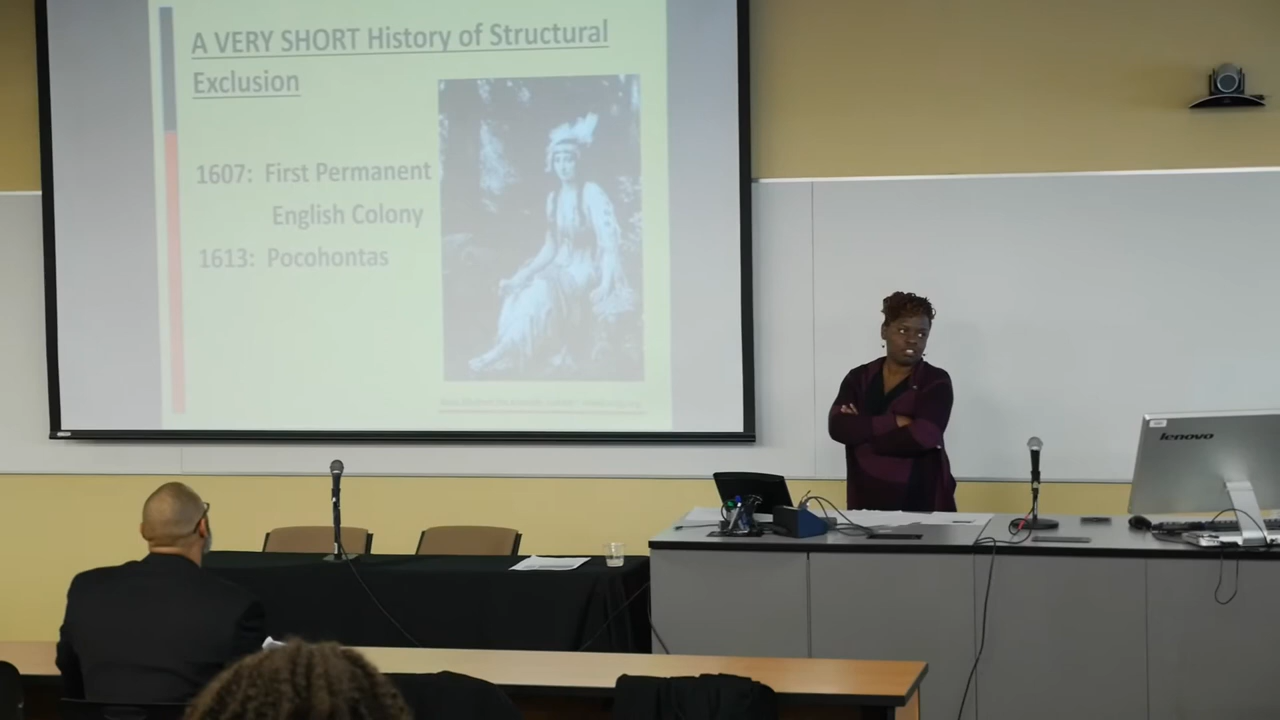 A VERY SHORT History of Structural
Exclusion
1607: First Permanent
English Colony
1613: Pocohontas
lenovo